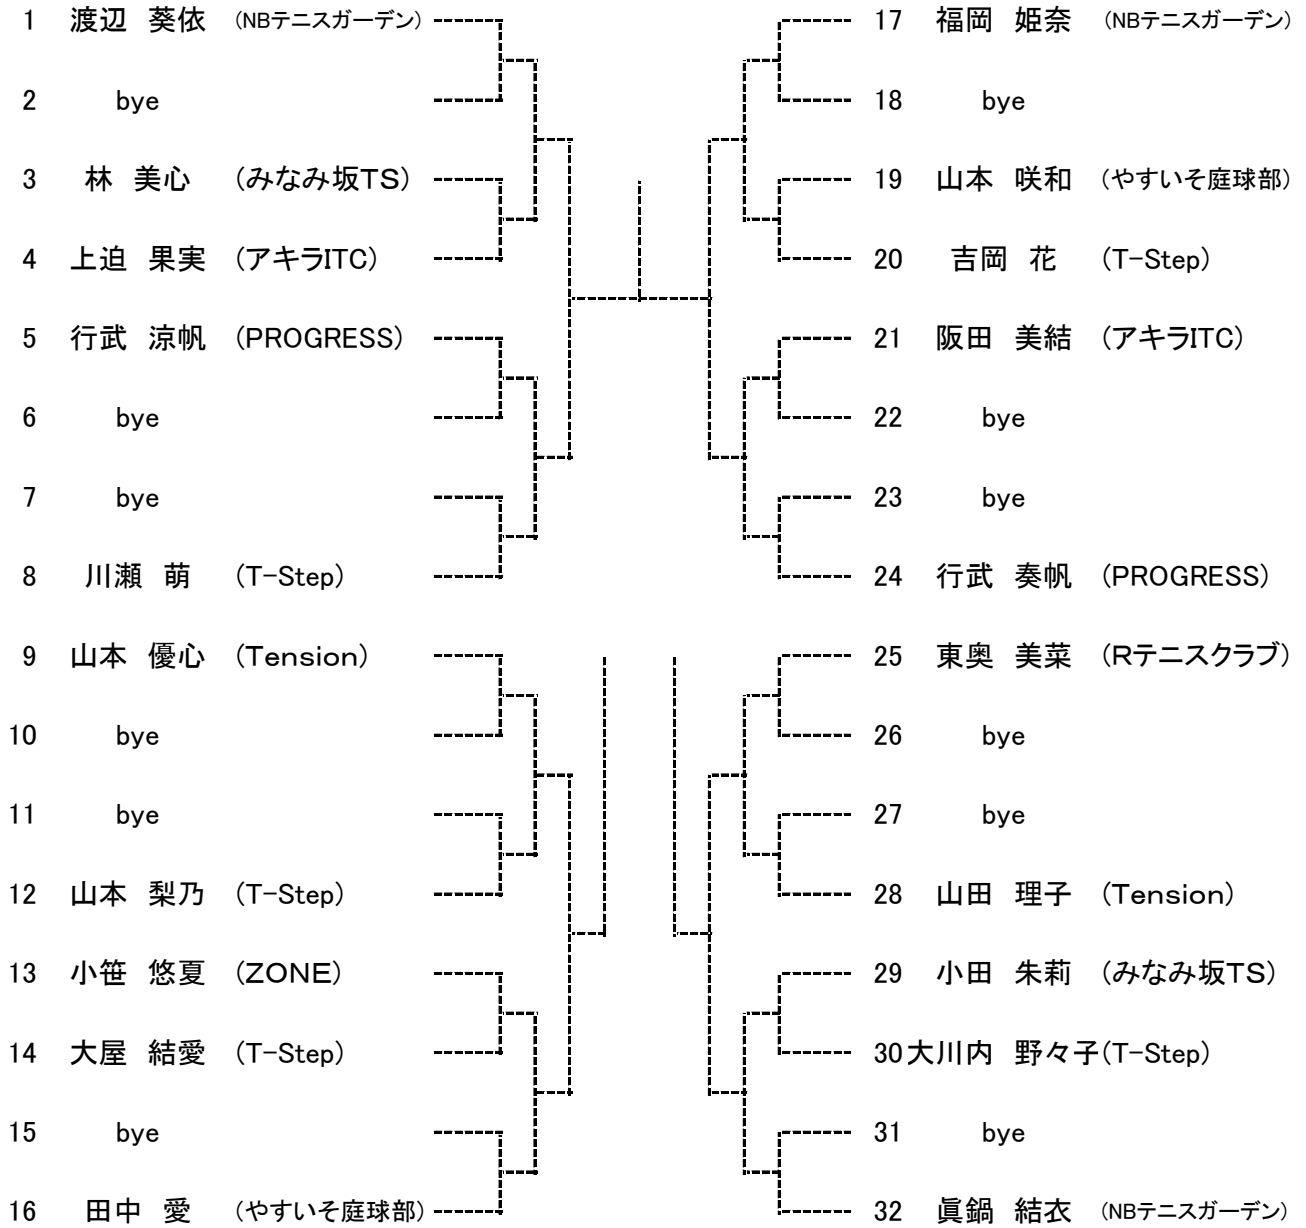 1 渡辺 葵依 (NBテニスガーデン)
2 bye
3 林 美心 (みなみ坂TS)
4 上迫 果実 (アキラITC)
5 行武 涼帆 (PROGRESS)
6 bye
7 bye
8 川瀬 萌 (T-Step)
9 山本 優心 (Tension)
10 bye
11 bye
12 山本 梨乃 (T-Step)
13 小笹 悠夏 (ZONE)
14 大屋 結愛 (T-Step)
15 bye
16 田中 愛 (やすいそ庭球部)
17 福岡 姫奈 (NBテニスガーデン)
18 bye
19 山本 咲和 (やすいそ庭球部)
20 吉岡 花 (T-Step)
21 阪田 美結 (アキラITC)
22 bye
23 bye
24 行武 奏帆 (PROGRESS)
25 東奥 美菜 (Rテニスクラブ)
26 bye
27 bye
28 山田 理子 (Tension)
29 小田 朱莉 (みなみ坂TS)
30 大川内 野々子 (T-Step)
31 bye
32 眞鍋 結衣 (NBテニスガーデン)